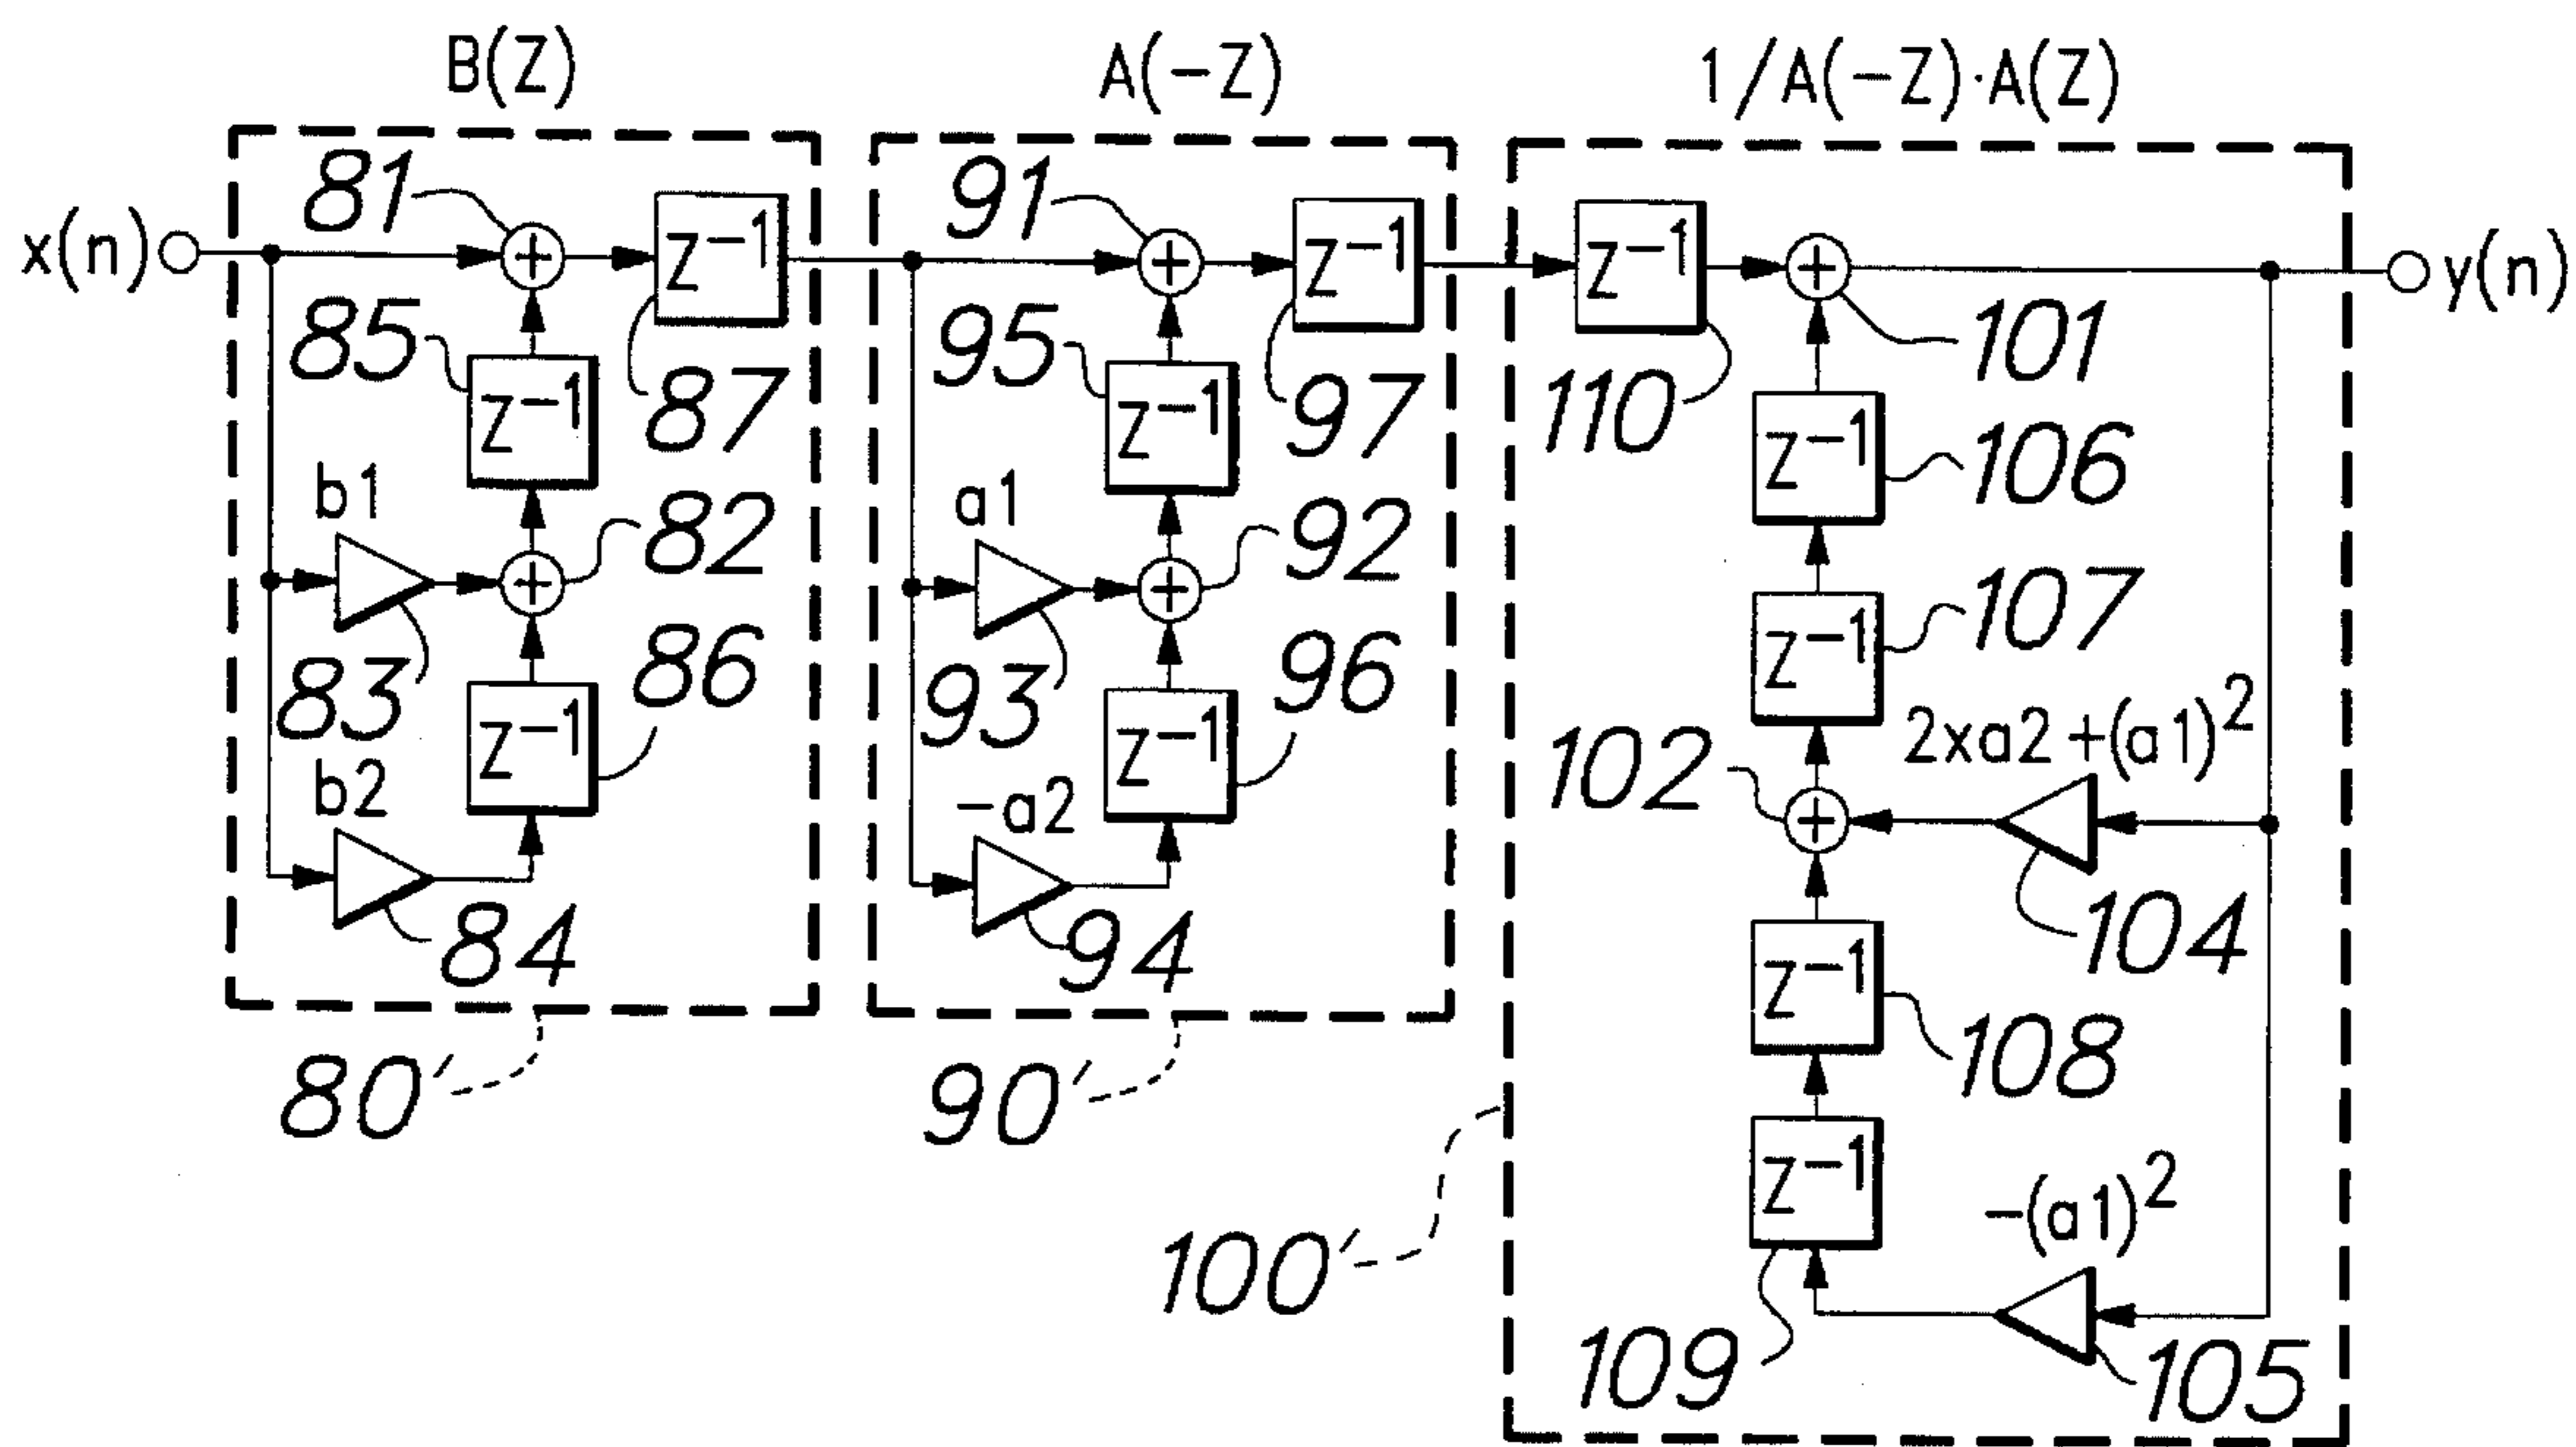 B(Z)
A(-Z)
1/A(-Z)·A(Z)
x(n)
81
z⁻¹
87
85
z⁻¹
b1
82
83
86
z⁻¹
b2
84
80′
91
z⁻¹
97
95
z⁻¹
a1
92
93
96
z⁻¹
-a2
94
90′
z⁻¹
110
101
y(n)
z⁻¹
106
z⁻¹
107
102
2xa2+(a1)²
104
z⁻¹
108
z⁻¹
109
-(a1)²
105
100′